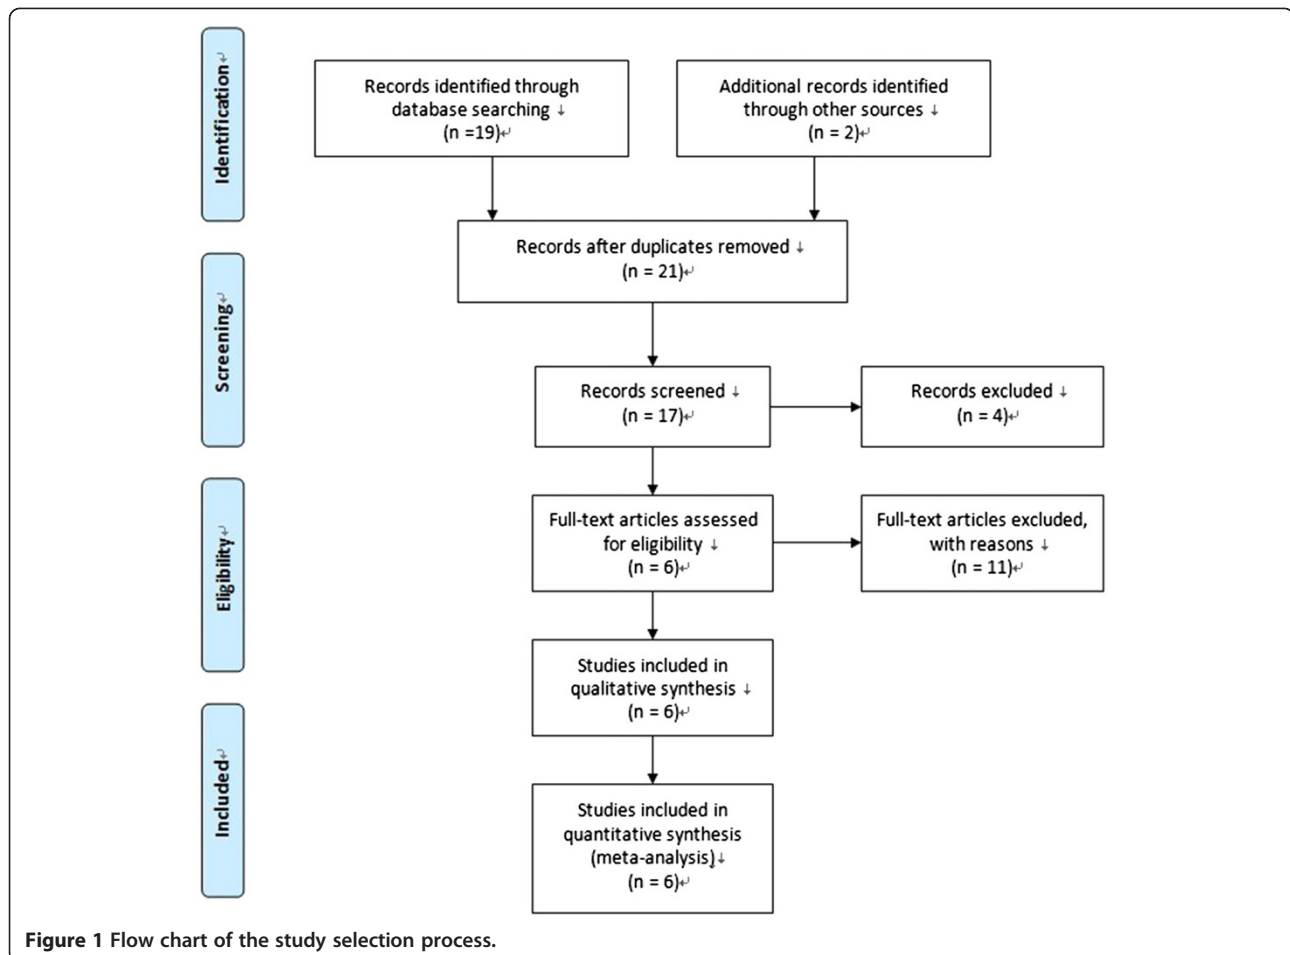 Identification↵
Records identified through
database searching ↓
(n =19)↵
Additional records identified
through other sources ↓
(n = 2)↵
Records after duplicates removed ↓
(n = 21)↵
Screening↵
Records screened ↓
(n = 17)↵
Records excluded ↓
(n = 4)↵
Eligibility↵
Full-text articles assessed
for eligibility ↓
(n = 6)↵
Full-text articles excluded,
with reasons ↓
(n = 11)↵
Studies included in
qualitative synthesis ↓
(n = 6)↵
Included↵
Studies included in
quantitative synthesis
(meta-analysis)↓
(n = 6)↵
Figure 1 Flow chart of the study selection process.